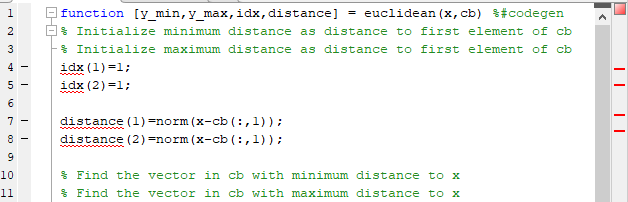 1 function [y_min,y_max,idx,distance] = euclidean(x,cb) %#codegen
2 % Initialize minimum distance as distance to first element of cb
3 % Initialize maximum distance as distance to first element of cb
4 idx(1)=1;
5 idx(2)=1;
6
7 distance(1)=norm(x-cb(:,1));
8 distance(2)=norm(x-cb(:,1));
9
10 % Find the vector in cb with minimum distance to x
11 % Find the vector in cb with maximum distance to x